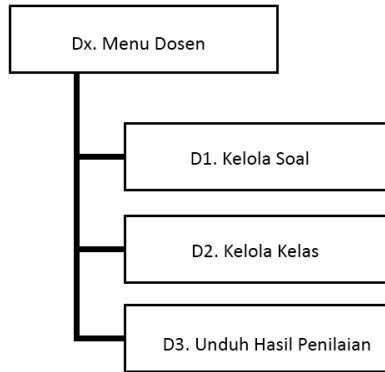 Dx. Menu Dosen
D1. Kelola Soal
D2. Kelola Kelas
D3. Unduh Hasil Penilaian